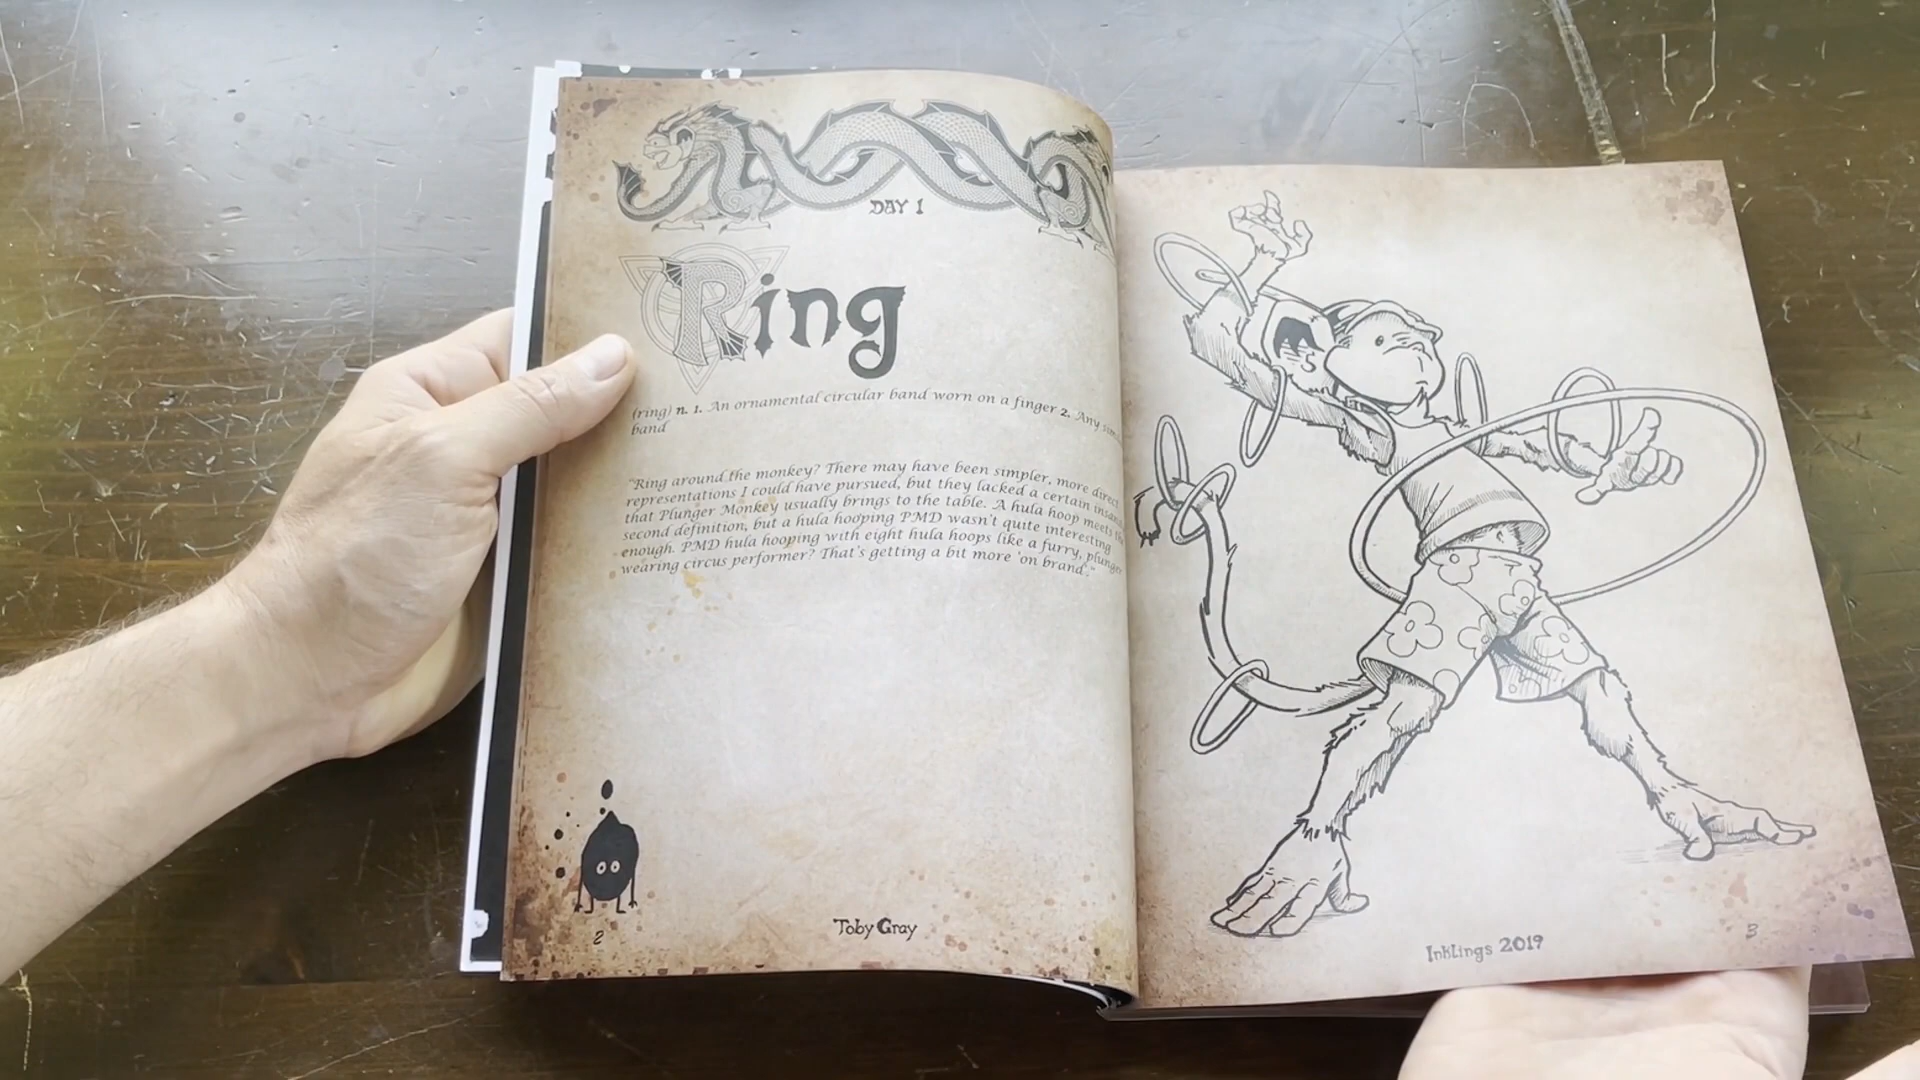 DAY 1
Ring
(ring) n. 1. An ornamental circular band worn on a finger 2. Any
band
"Ring around the monkey? There may have been simpler, more direct
representations I could have pursued, but they lacked a certain
that Plunger Monkey usually brings to the table. A hula hoop meets the
second definition, but a hula hooping PMD wasn't quite interesting
enough. PMD hula hooping with eight hula hoops like a furry, plunger
wearing circus performer? That's getting a bit more 'on brand'."
2
Toby Gray
Inklings 2019
3